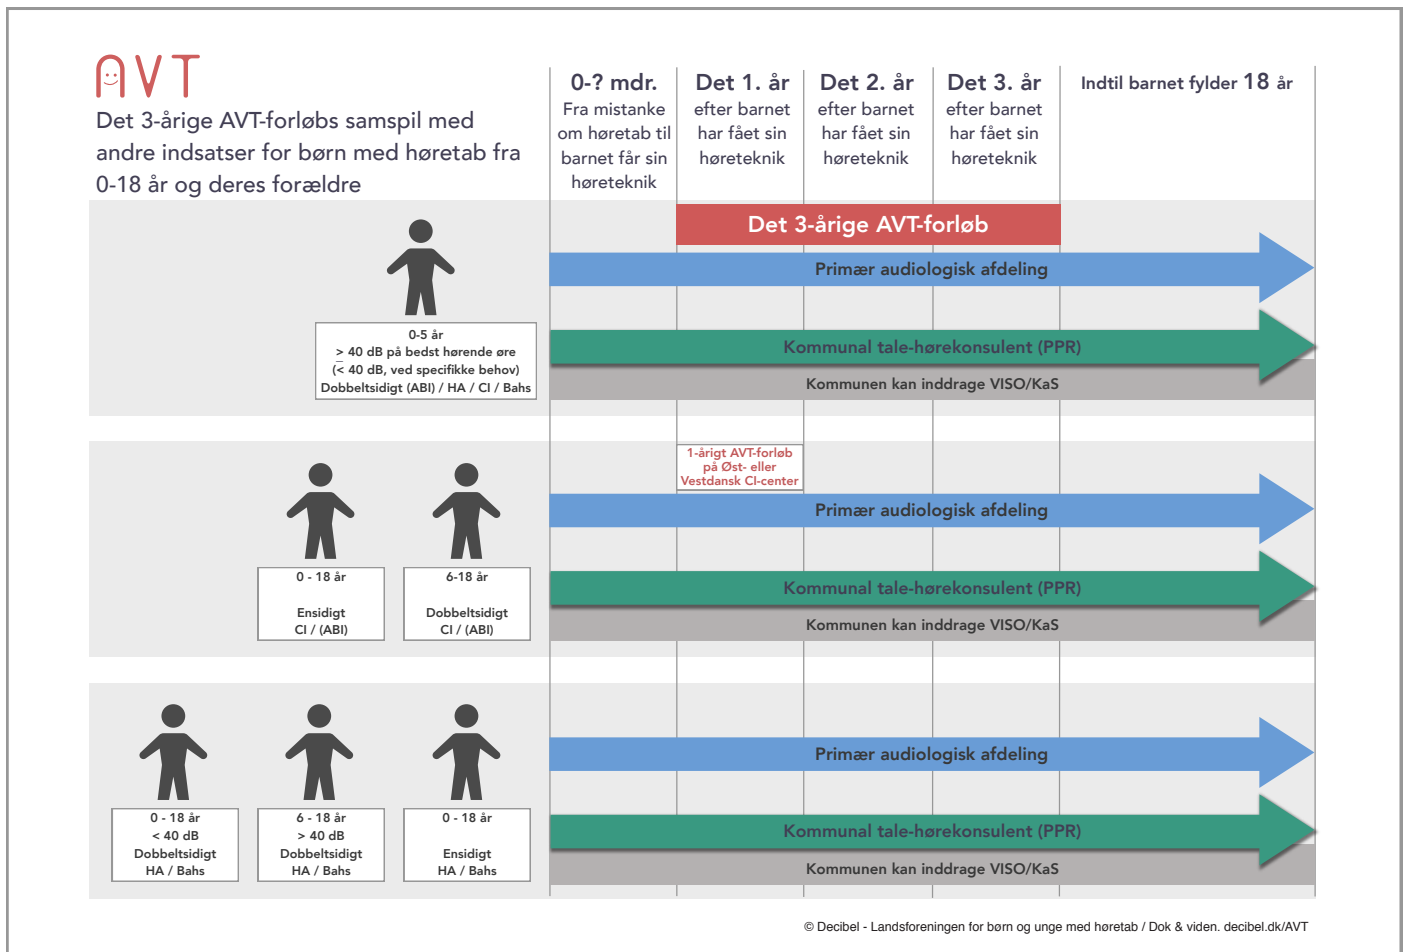 AVT
Det 3-årige AVT-forløbs samspil med
andre indsatser for børn med høretab fra
0-18 år og deres forældre
0-? mdr.
Fra mistanke
om høretab til
barnet får sin
høreteknik
Det 1. år
efter barnet
har fået sin
høreteknik
Det 2. år
efter barnet
har fået sin
høreteknik
Det 3. år
efter barnet
har fået sin
høreteknik
Indtil barnet fylder 18 år
Det 3-årige AVT-forløb
Primær audiologisk afdeling
Kommunal tale-hørekonsulent (PPR)
Kommunen kan inddrage VISO/KaS
0-5 år
≥ 40 dB på bedst hørende øre
(< 40 dB, ved specifikke behov)
Dobbeltsidigt (ABI) / HA / CI / Bahs
1-årigt AVT-forløb
på Øst- eller
Vestdansk CI-center
Primær audiologisk afdeling
Kommunal tale-hørekonsulent (PPR)
Kommunen kan inddrage VISO/KaS
0 - 18 år
Ensidigt
CI / (ABI)
6-18 år
Dobbeltsidigt
CI / (ABI)
Primær audiologisk afdeling
Kommunal tale-hørekonsulent (PPR)
Kommunen kan inddrage VISO/KaS
0 - 18 år
< 40 dB
Dobbeltsidigt
HA / Bahs
6 - 18 år
> 40 dB
Dobbeltsidigt
HA / Bahs
0 - 18 år
Ensidigt
HA / Bahs
© Decibel - Landsforeningen for børn og unge med høretab / Dok & viden. decibel.dk/AVT